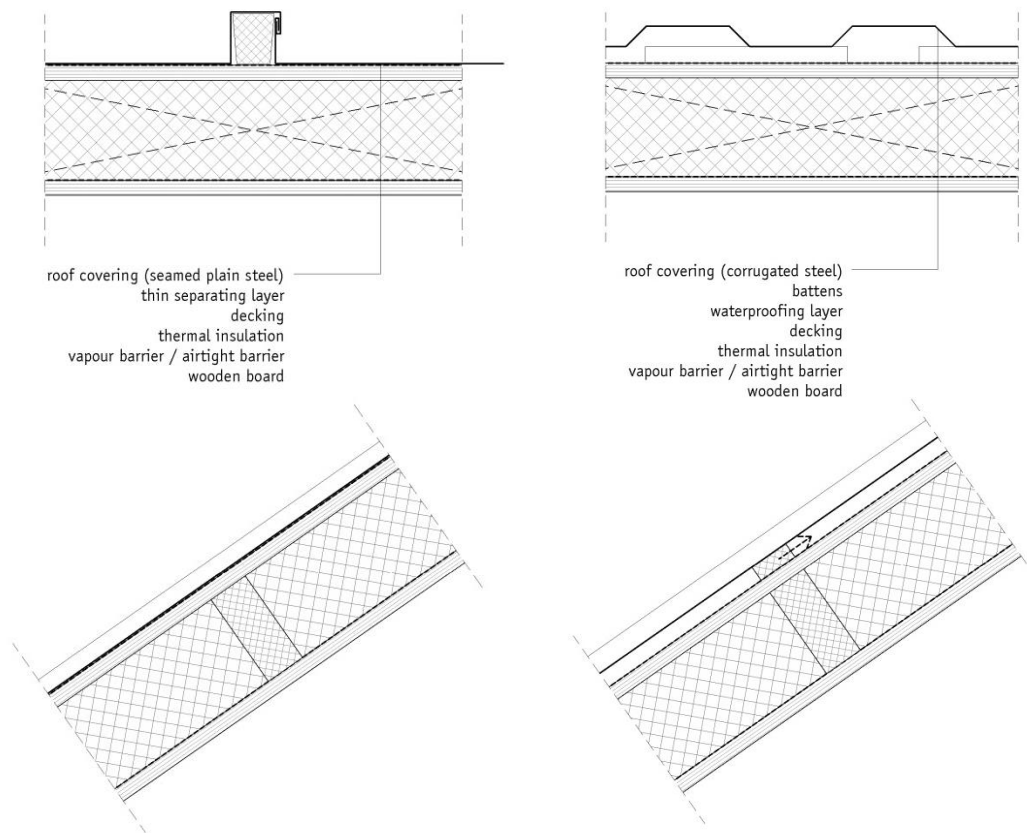 roof covering (seamed plain steel)
thin separating layer
decking
thermal insulation
vapour barrier / airtight barrier
wooden board
roof covering (corrugated steel)
battens
waterproofing layer
decking
thermal insulation
vapour barrier / airtight barrier
wooden board